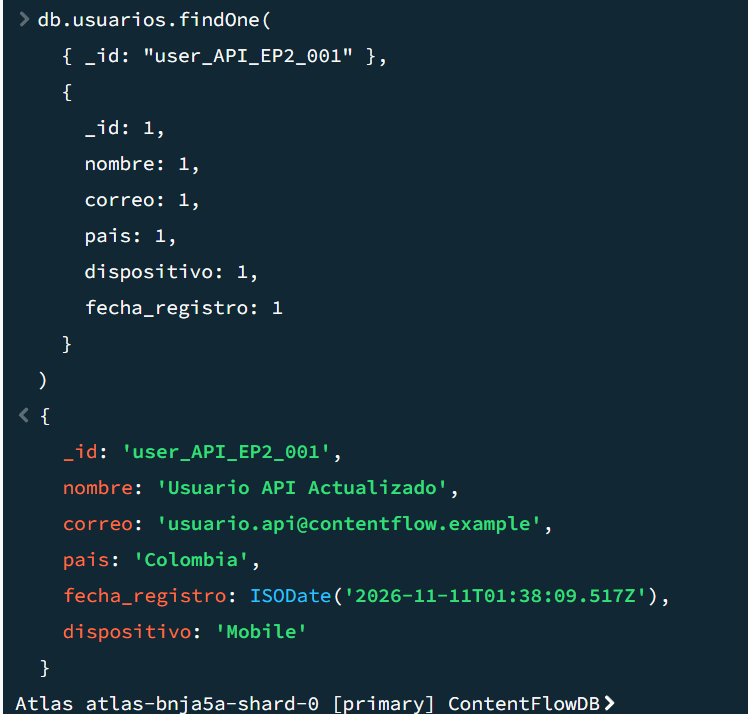 > db.usuarios.findOne(
{ _id: "user_API_EP2_001" },
{
_id: 1,
nombre: 1,
correo: 1,
pais: 1,
dispositivo: 1,
fecha_registro: 1
}
)
< {
_id: 'user_API_EP2_001',
nombre: 'Usuario API Actualizado',
correo: 'usuario.api@contentflow.example',
pais: 'Colombia',
fecha_registro: ISODate('2026-11-11T01:38:09.517Z'),
dispositivo: 'Mobile'
}
Atlas atlas-bnja5a-shard-0 [primary] ContentFlowDB>